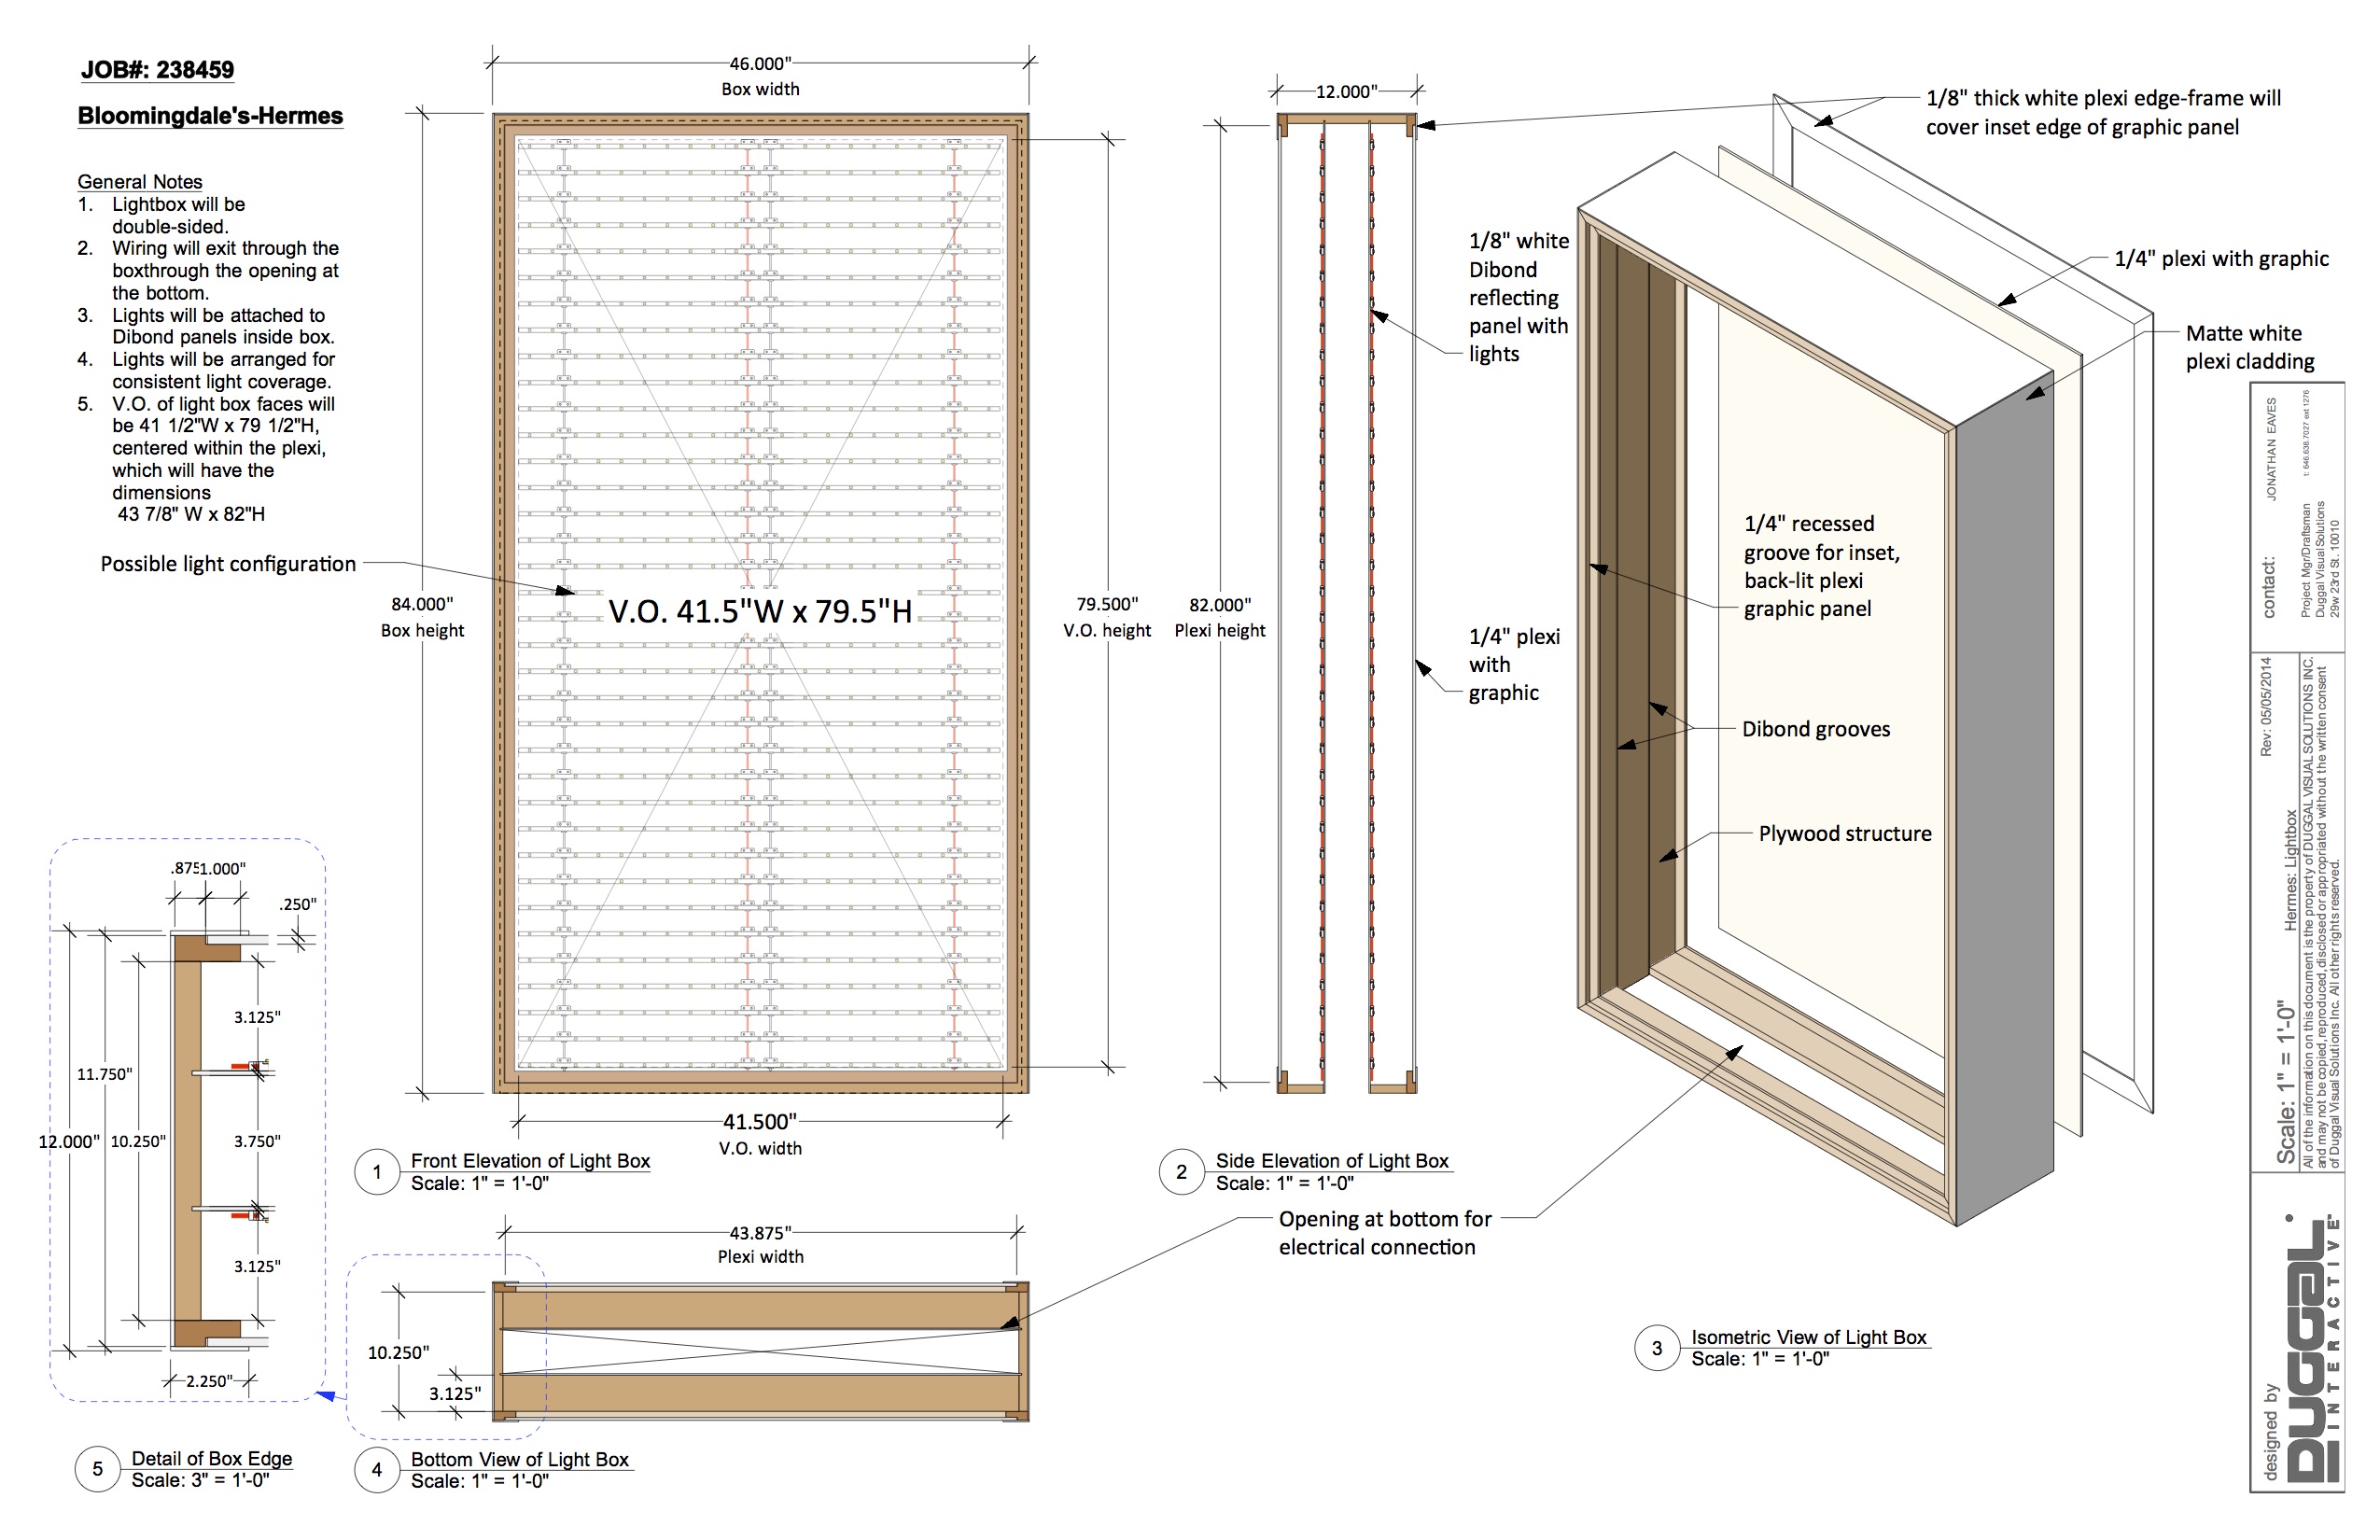 JOB#: 238459
Bloomingdale's-Hermes
General Notes
1. Lightbox will be
double-sided.
2. Wiring will exit through the
boxthrough the opening at
the bottom.
3. Lights will be attached to
Dibond panels inside box.
4. Lights will be arranged for
consistent light coverage.
5. V.O. of light box faces will
be 41 1/2"W x 79 1/2"H,
centered within the plexi,
which will have the
dimensions
43 7/8" W x 82"H
Possible light configuration
46.000"
Box width
84.000"
Box height
V.O. 41.5"W x 79.5"H
79.500"
V.O. height
41.500"
V.O. width
1
Front Elevation of Light Box
Scale: 1" = 1'-0"
12.000"
82.000"
Plexi height
1/8" white
Dibond
reflecting
panel with
lights
1/4" plexi
with
graphic
2
Side Elevation of Light Box
Scale: 1" = 1'-0"
1/8" thick white plexi edge-frame will
cover inset edge of graphic panel
1/4" plexi with graphic
Matte white
plexi cladding
1/4" recessed
groove for inset,
back-lit plexi
graphic panel
Dibond grooves
Plywood structure
Opening at bottom for
electrical connection
3
Isometric View of Light Box
Scale: 1" = 1'-0"
43.875"
Plexi width
10.250"
3.125"
4
Bottom View of Light Box
Scale: 1" = 1'-0"
.875
1.000"
.250"
3.125"
11.750"
12.000"
10.250"
3.750"
3.125"
2.250"
5
Detail of Box Edge
Scale: 3" = 1'-0"
contact:
JONATHAN EAVES
Project Mgr/Draftsman
t: 646.638.7027 ext 1276
Duggal Visual Solutions
29w 23rd St. 10010
Rev: 05/05/2014
Hermes: Lightbox
Scale: 1" = 1'-0"
All of the information on this document is the property of DUGGAL VISUAL SOLUTIONS INC.
and may not be copied, reproduced, disclosed or appropriated without the written consent
of Duggal Visual Solutions Inc. All other rights reserved.
designed by
DUGGAL
INTERACTIVE